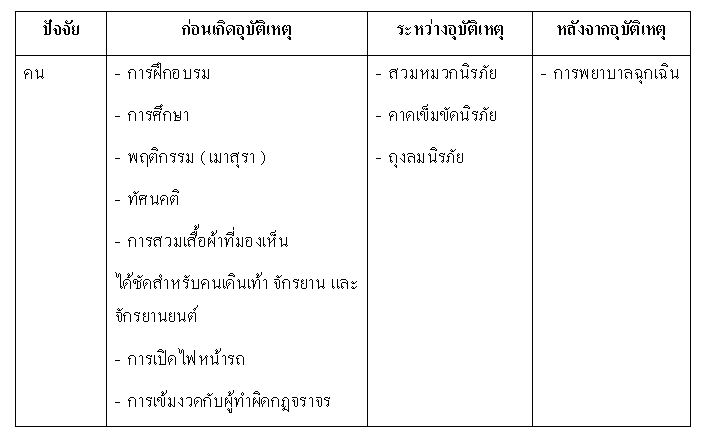 ปัจจัย ก่อนเกิดอุบัติเหตุ ระหว่างอุบัติเหตุ หลังจากอุบัติเหตุ
คน - การฝึกอบรม - สวมหมวกนิรภัย - การพยาบาลฉุกเฉิน
- การศึกษา - คาดเข็มขัดนิรภัย
- พฤติกรรม ( เมาสุรา ) - ถุงลมนิรภัย
- ทัศนคติ
- การสวมเสื้อผ้าที่มองเห็น
ได้ชัดสำหรับคนเดินเท้า จักรยาน และ
จักรยานยนต์
- การเปิดไฟหน้ารถ
- การเข้มงวดกับผู้ทำผิดกฎจราจร